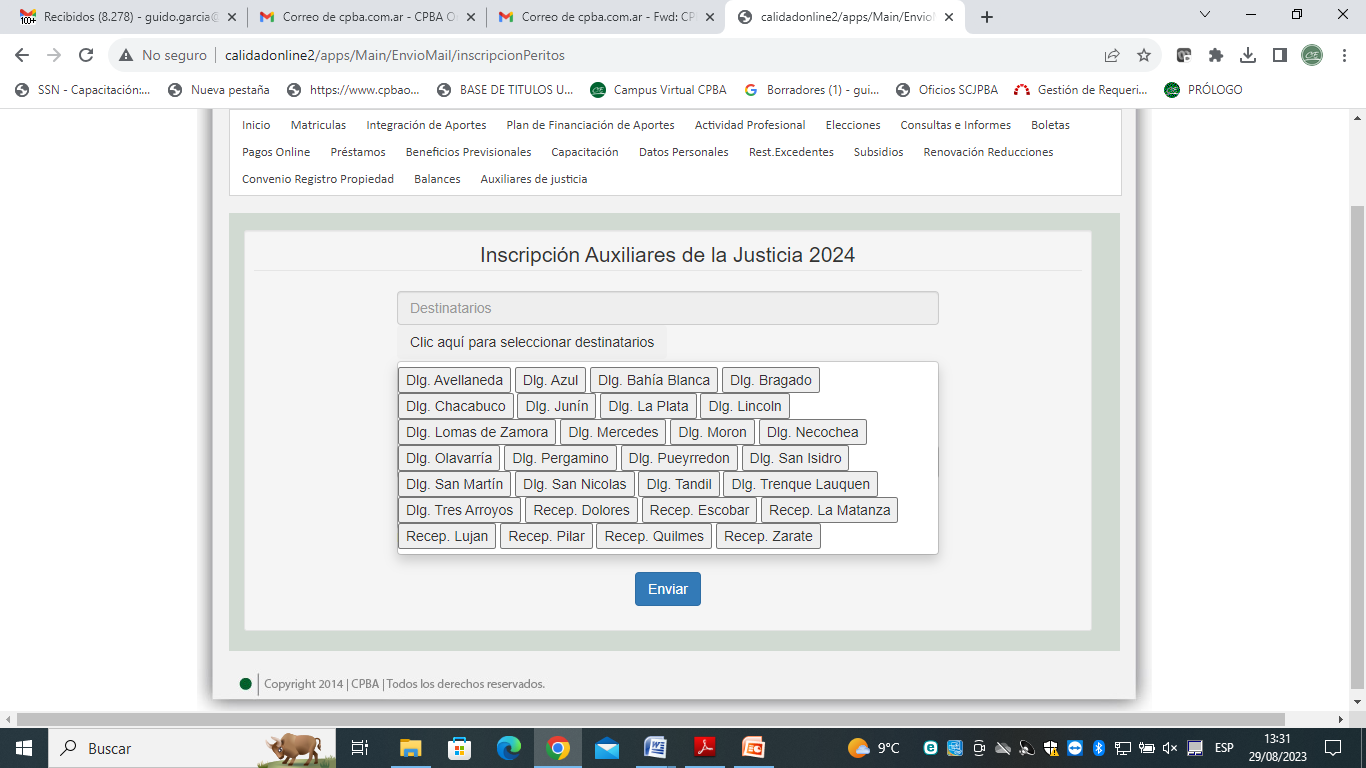 Recibidos (8.278) - guido.garcia@
Correo de cpba.com.ar - CPBA O
Correo de cpba.com.ar - Fwd: CP
calidadonline2/apps/Main/EnvioM
No seguro
calidadonline2/apps/Main/EnvioMail/inscripcionPeritos
SSN - Capacitación:...
Nueva pestaña
https://www.cpbao...
BASE DE TITULOS U...
Campus Virtual CPBA
Borradores (1) - gui...
Oficios SCJPBA
Gestión de Requeri...
PRÓLOGO
Inicio Matriculas Integración de Aportes Plan de Financiación de Aportes Actividad Profesional Elecciones Consultas e Informes Boletas
Pagos Online Préstamos Beneficios Previsionales Capacitación Datos Personales Rest.Excedentes Subsidios Renovación Reducciones
Convenio Registro Propiedad Balances Auxiliares de justicia
Inscripción Auxiliares de la Justicia 2024
Destinatarios
Clic aquí para seleccionar destinatarios
Dlg. Avellaneda Dlg. Azul Dlg. Bahía Blanca Dlg. Bragado
Dlg. Chacabuco Dlg. Junín Dlg. La Plata Dlg. Lincoln
Dlg. Lomas de Zamora Dlg. Mercedes Dlg. Moron Dlg. Necochea
Dlg. Olavarría Dlg. Pergamino Dlg. Pueyrredon Dlg. San Isidro
Dlg. San Martín Dlg. San Nicolas Dlg. Tandil Dlg. Trenque Lauquen
Dlg. Tres Arroyos Recep. Dolores Recep. Escobar Recep. La Matanza
Recep. Lujan Recep. Pilar Recep. Quilmes Recep. Zarate
Enviar
Copyright 2014 | CPBA | Todos los derechos reservados.
Buscar
9°C
ESP
13:31
29/08/2023